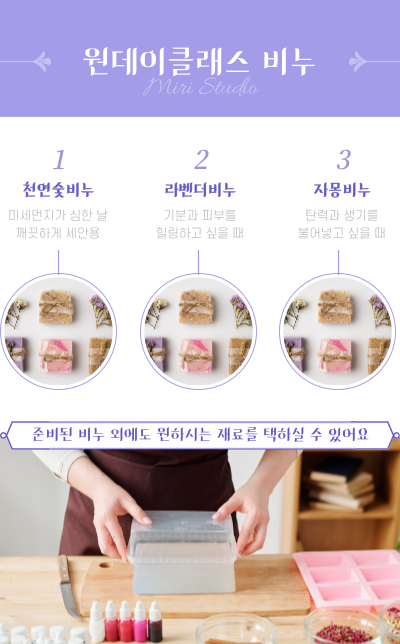 원데이클래스 비누
Miri Studio
1
천연숯비누
미세먼지가 심한 날
깨끗하게 세안용
2
라벤더비누
기분과 피부를
힐링하고 싶을 때
3
자몽비누
탄력과 생기를
불어넣고 싶을 때
준비된 비누 외에도 원하시는 재료를 택하실 수 있어요